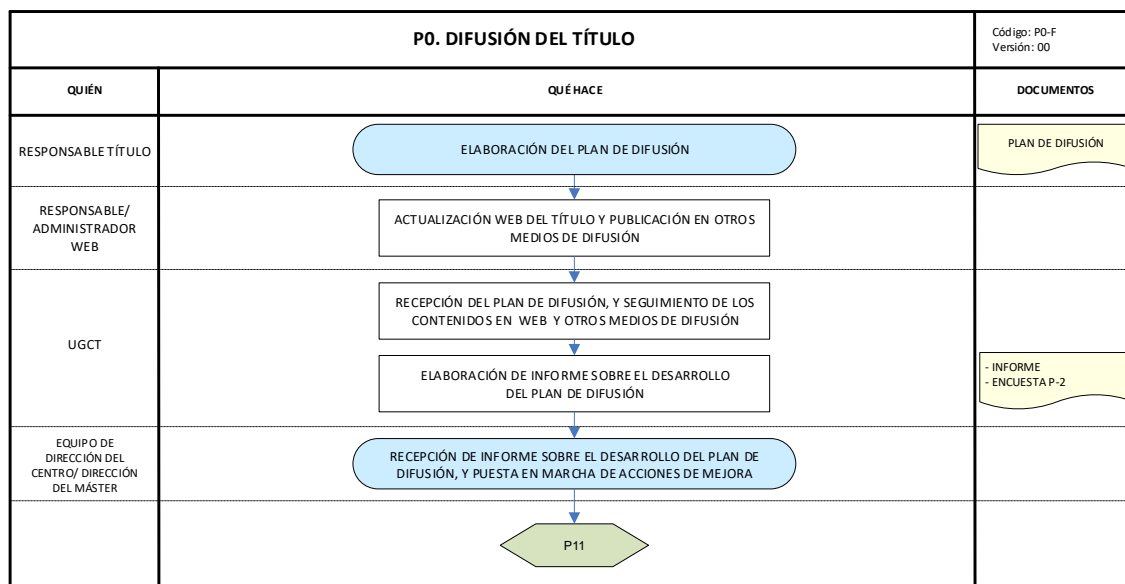 P0. DIFUSIÓN DEL TÍTULO
Código: P0-F
Versión: 00
QUIÉN
QUÉ HACE
DOCUMENTOS
RESPONSABLE TÍTULO
ELABORACIÓN DEL PLAN DE DIFUSIÓN
PLAN DE DIFUSIÓN
RESPONSABLE/
ADMINISTRADOR
WEB
ACTUALIZACIÓN WEB DEL TÍTULO Y PUBLICACIÓN EN OTROS
MEDIOS DE DIFUSIÓN
UGCT
RECEPCIÓN DEL PLAN DE DIFUSIÓN, Y SEGUIMIENTO DE LOS
CONTENIDOS EN WEB Y OTROS MEDIOS DE DIFUSIÓN
ELABORACIÓN DE INFORME SOBRE EL DESARROLLO
DEL PLAN DE DIFUSIÓN
- INFORME
- ENCUESTA P-2
EQUIPO DE
DIRECCIÓN DEL
CENTRO/ DIRECCIÓN
DEL MÁSTER
RECEPCIÓN DE INFORME SOBRE EL DESARROLLO DEL PLAN DE
DIFUSIÓN, Y PUESTA EN MARCHA DE ACCIONES DE MEJORA
P11